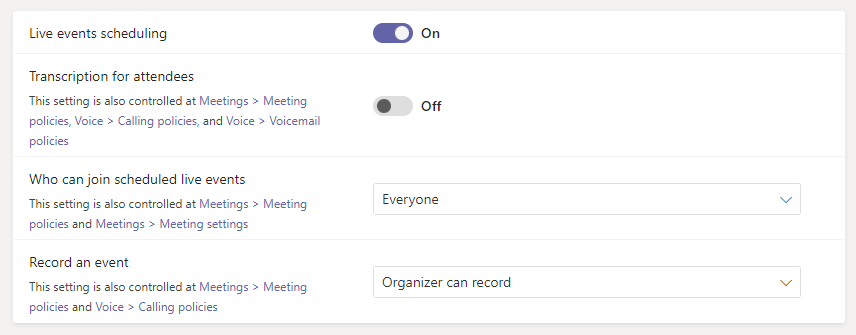 Live events scheduling
On
Transcription for attendees
This setting is also controlled at Meetings > Meeting
policies, Voice > Calling policies, and Voice > Voicemail
policies
Off
Who can join scheduled live events
This setting is also controlled at Meetings > Meeting
policies and Meetings > Meeting settings
Everyone
Record an event
This setting is also controlled at Meetings > Meeting
policies and Voice > Calling policies
Organizer can record